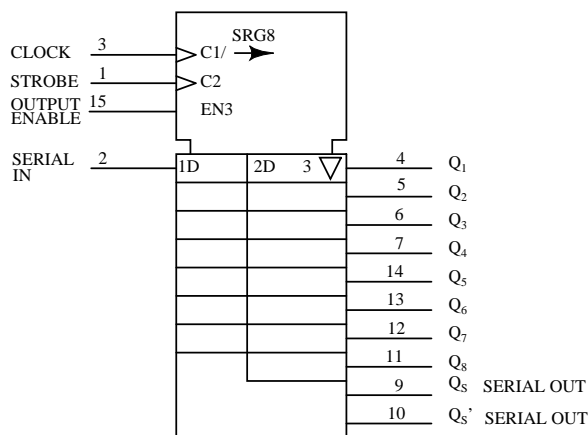 SRG8
CLOCK 3 C1/
STROBE 1 C2
OUTPUT ENABLE 15 EN3
SERIAL IN 2 1D 2D 3 4 Q₁
5 Q₂
6 Q₃
7 Q₄
14 Q₅
13 Q₆
12 Q₇
11 Q₈
9 Qₛ SERIAL OUT
10 Qₛ' SERIAL OUT